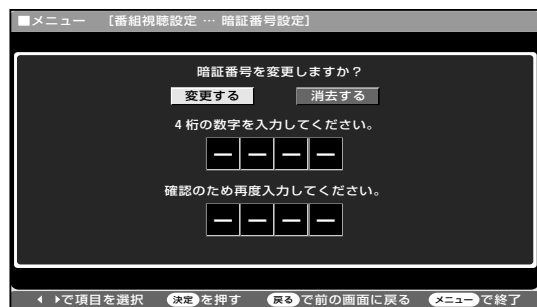 ■メニュー ［番組視聴設定 … 暗証番号設定］
暗証番号を変更しますか？
変更する 消去する
4桁の数字を入力してください。
－ － － －
確認のため再度入力してください。
－ － － －
で項目を選択 決定を押す 戻るで前の画面に戻る メニューで終了